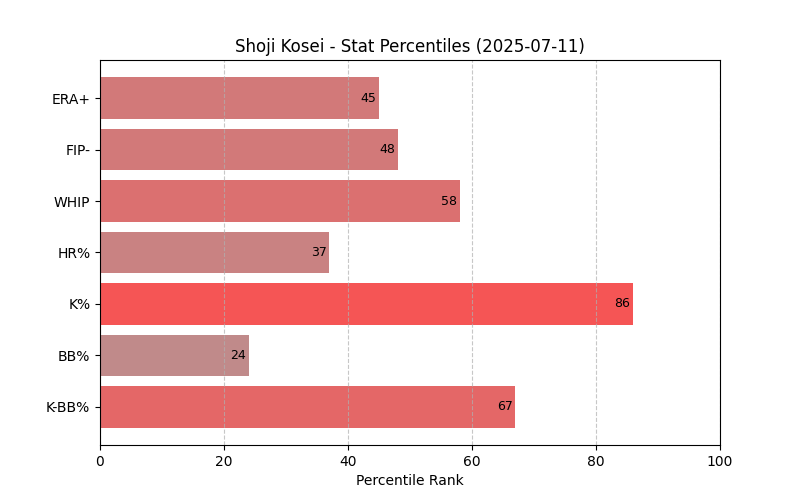 Shoji Kosei - Stat Percentiles (2025-07-11)
ERA+ 45
FIP- 48
WHIP 58
HR% 37
K% 86
BB% 24
K-BB% 67
0 20 40 60 80 100
Percentile Rank